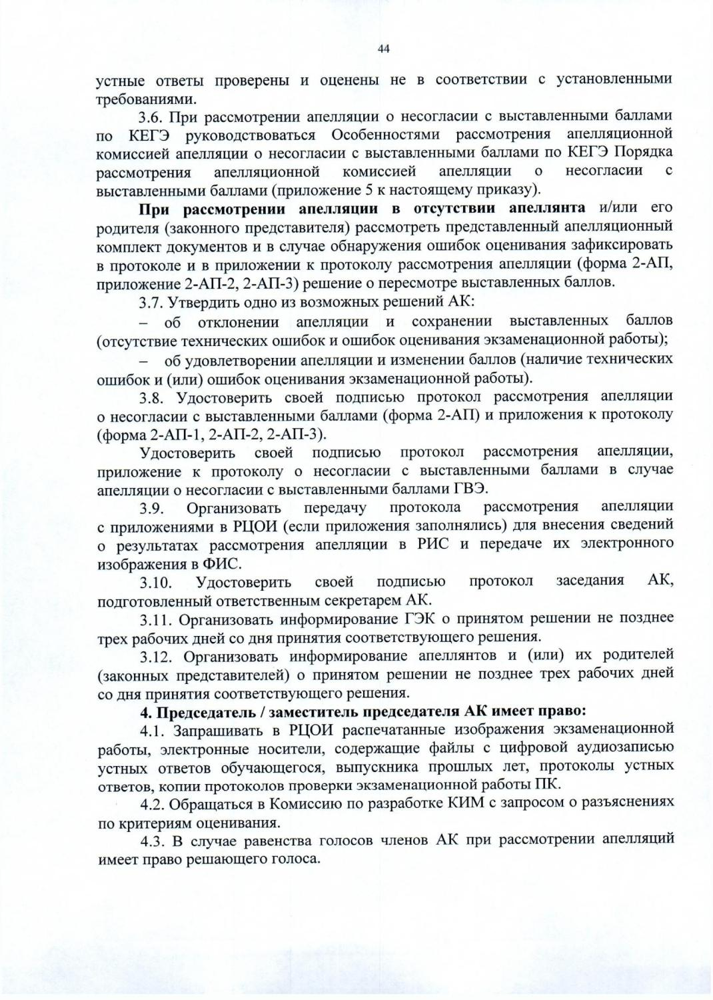 44
устные ответы проверены и оценены не в соответствии с установленными
требованиями.
3.6. При рассмотрении апелляции о несогласии с выставленными баллами
по КЕГЭ руководствоваться Особенностями рассмотрения апелляционной
комиссией апелляции о несогласии с выставленными баллами по КЕГЭ Порядка
рассмотрения апелляционной комиссией апелляции о несогласии с
выставленными баллами (приложение 5 к настоящему приказу).
При рассмотрении апелляции в отсутствии апеллянта и/или его
родителя (законного представителя) рассмотреть представленный апелляционный
комплект документов и в случае обнаружения ошибок оценивания зафиксировать
в протоколе и в приложении к протоколу рассмотрения апелляции (форма 2-АП,
приложение 2-АП-2, 2-АП-3) решение о пересмотре выставленных баллов.
3.7. Утвердить одно из возможных решений АК:
– об отклонении апелляции и сохранении выставленных баллов
(отсутствие технических ошибок и ошибок оценивания экзаменационной работы);
– об удовлетворении апелляции и изменении баллов (наличие технических
ошибок и (или) ошибок оценивания экзаменационной работы).
3.8. Удостоверить своей подписью протокол рассмотрения апелляции
о несогласии с выставленными баллами (форма 2-АП) и приложения к протоколу
(форма 2-АП-1, 2-АП-2, 2-АП-3).
Удостоверить своей подписью протокол рассмотрения апелляции,
приложение к протоколу о несогласии с выставленными баллами в случае
апелляции о несогласии с выставленными баллами ГВЭ.
3.9. Организовать передачу протокола рассмотрения апелляции
с приложениями в РЦОИ (если приложения заполнялись) для внесения сведений
о результатах рассмотрения апелляции в РИС и передаче их электронного
изображения в ФИС.
3.10. Удостоверить своей подписью протокол заседания АК,
подготовленный ответственным секретарем АК.
3.11. Организовать информирование ГЭК о принятом решении не позднее
трех рабочих дней со дня принятия соответствующего решения.
3.12. Организовать информирование апеллянтов и (или) их родителей
(законных представителей) о принятом решении не позднее трех рабочих дней
со дня принятия соответствующего решения.
4. Председатель / заместитель председателя АК имеет право:
4.1. Запрашивать в РЦОИ распечатанные изображения экзаменационной
работы, электронные носители, содержащие файлы с цифровой аудиозаписью
устных ответов обучающегося, выпускника прошлых лет, протоколы устных
ответов, копии протоколов проверки экзаменационной работы ПК.
4.2. Обращаться в Комиссию по разработке КИМ с запросом о разъяснениях
по критериям оценивания.
4.3. В случае равенства голосов членов АК при рассмотрении апелляций
имеет право решающего голоса.